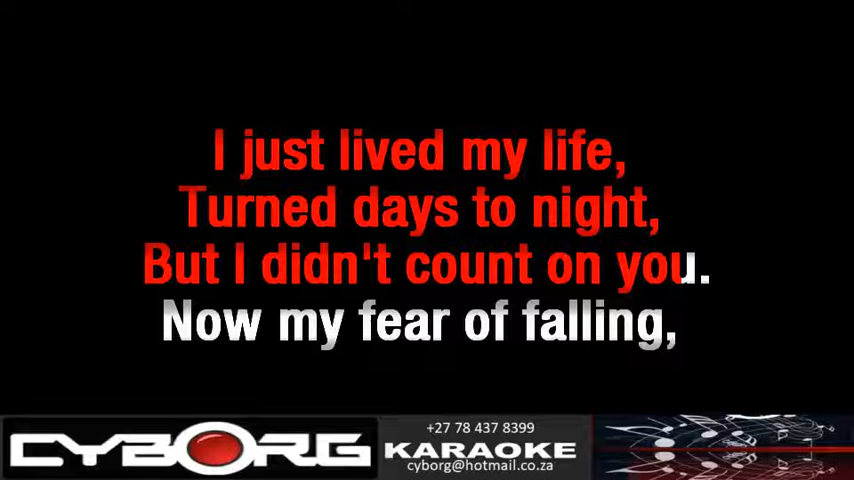 I just lived my life,
Turned days to night,
But I didn't count on you.
Now my fear of falling,
CYBORG
+27 78 437 8399
KARAOKE
cyborg@hotmail.co.za